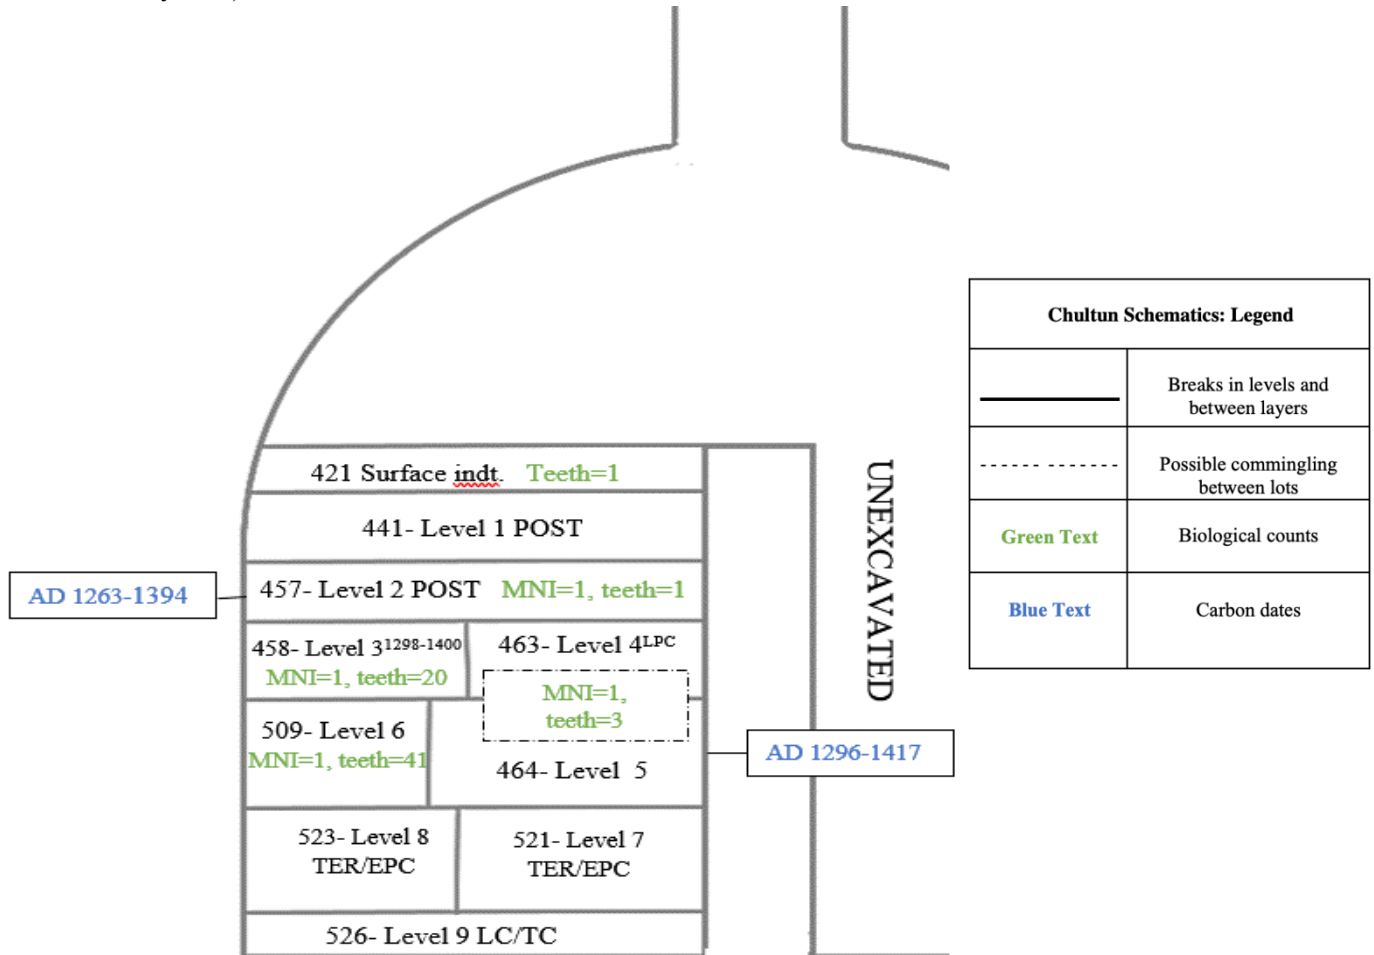 421 Surface indt. Teeth=1
441- Level 1 POST
AD 1263-1394
457- Level 2 POST MNI=1, teeth=1
458- Level 3 1298-1400
MNI=1, teeth=20
463- Level 4 LPC
MNI=1,
teeth=3
509- Level 6
MNI=1, teeth=41
464- Level 5
AD 1296-1417
523- Level 8
TER/EPC
521- Level 7
TER/EPC
526- Level 9 LC/TC
UNEXCAVATED
Chultun Schematics: Legend
Breaks in levels and
between layers
Possible commingling
between lots
Green Text
Biological counts
Blue Text
Carbon dates